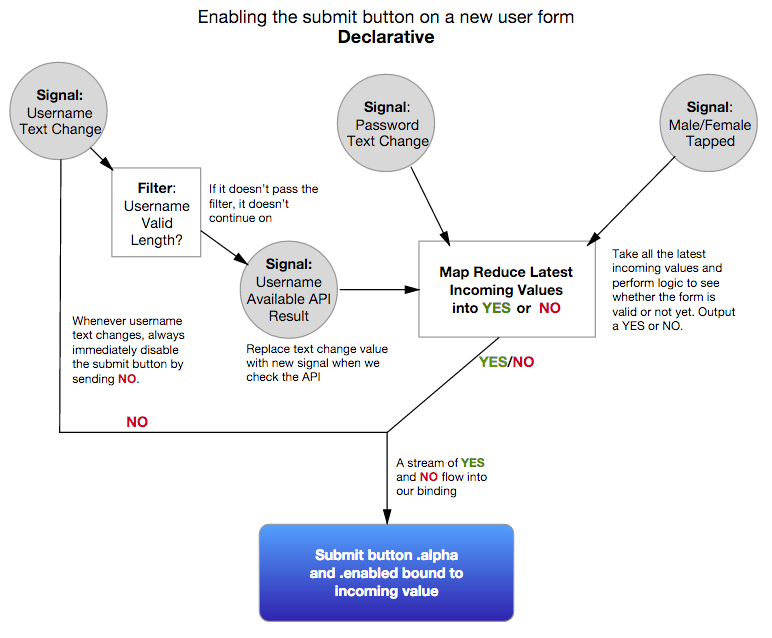 Enabling the submit button on a new user form
Declarative
Signal:
Username
Text Change
Signal:
Password
Text Change
Signal:
Male/Female
Tapped
Filter:
Username
Valid
Length?
If it doesn't pass the
filter, it doesn't
continue on
Signal:
Username
Available API
Result
Map Reduce Latest
Incoming Values
into YES or NO
Take all the latest
incoming values and
perform logic to see
whether the form is
valid or not yet. Output
a YES or NO.
Whenever username
text changes, always
immediately disable
the submit button by
sending NO.
Replace text change value
with new signal when we
check the API
YES/NO
NO
A stream of YES
and NO flow into
our binding
Submit button .alpha
and .enabled bound to
incoming value